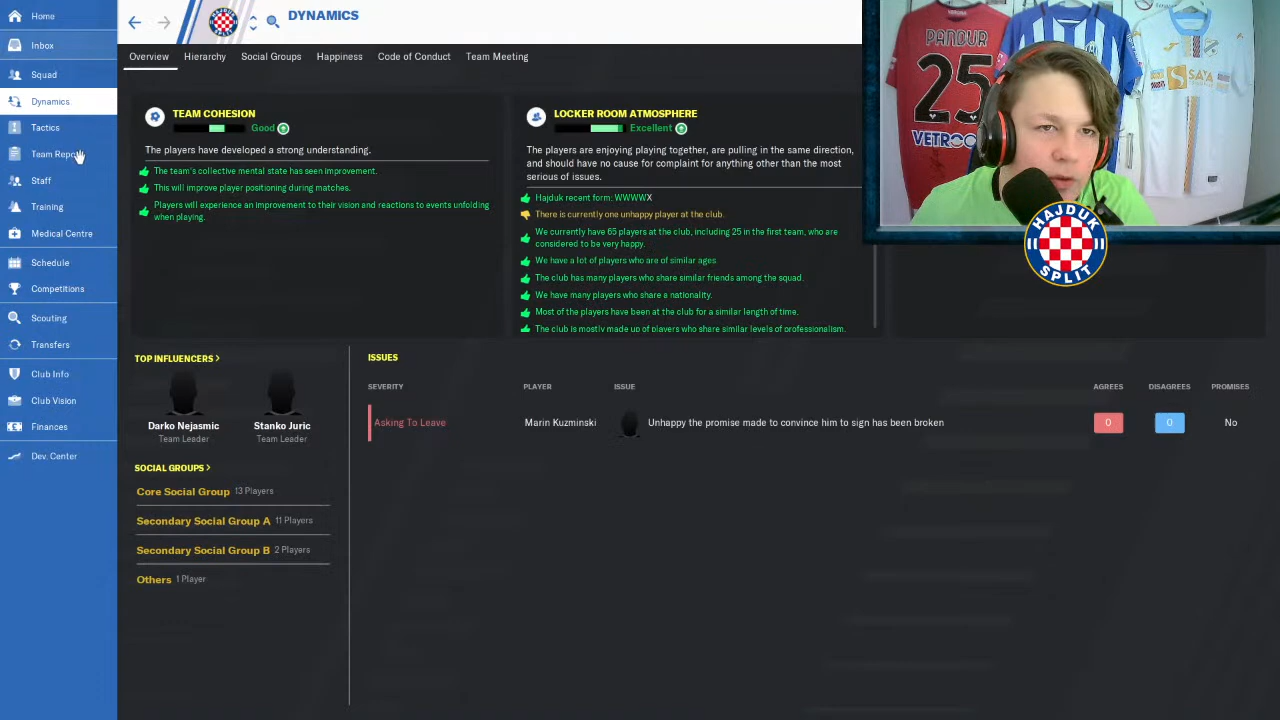 Home
Inbox
Squad
Dynamics
Tactics
Team Report
Staff
Training
Medical Centre
Schedule
Competitions
Scouting
Transfers
Club Info
Club Vision
Finances
Dev. Center
DYNAMICS
Overview
Hierarchy
Social Groups
Happiness
Code of Conduct
Team Meeting
TEAM COHESION
Good
The players have developed a strong understanding.
The team's collective mental state has seen improvement.
This will improve player positioning during matches.
Players will experience an improvement to their vision and reactions to events unfolding
when playing.
LOCKER ROOM ATMOSPHERE
Excellent
The players are enjoying playing together, are pulling in the same direction,
and should have no cause for complaint for anything other than the most
serious of issues.
Hajduk recent form: WWWWX
There is currently one unhappy player at the club.
We currently have 65 players at the club, including 25 in the first team, who are
considered to be very happy.
We have a lot of players who are of similar ages.
The club has many players who share similar friends among the squad.
We have many players who share a nationality.
Most of the players have been at the club for a similar length of time.
The club is mostly made up of players who share similar levels of professionalism.
TOP INFLUENCERS >
Darko Nejasmic
Team Leader
Stanko Juric
Team Leader
SOCIAL GROUPS >
Core Social Group 13 Players
Secondary Social Group A 11 Players
Secondary Social Group B 2 Players
Others 1 Player
ISSUES
SEVERITY PLAYER ISSUE AGREES DISAGREES PROMISES
Asking To Leave Marin Kuzminski Unhappy the promise made to convince him to sign has been broken 0 0 No
PANDUR
25
VETRO
SAVA
HAJDUK
SPLIT